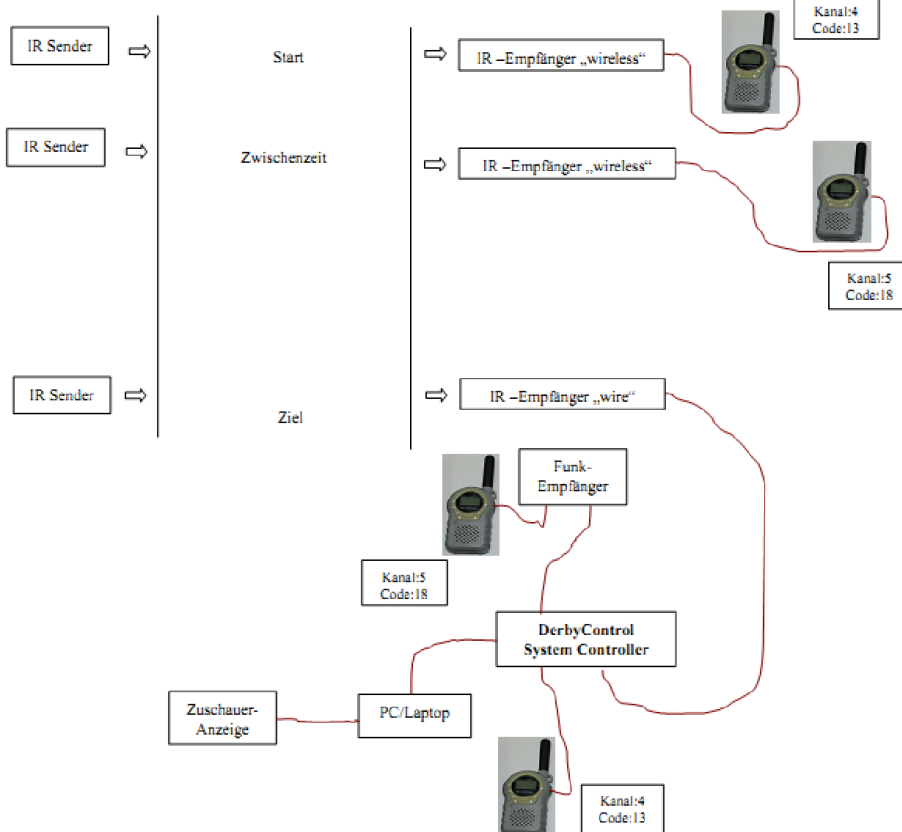 Kanal:4
Code:13
IR Sender
Start
IR –Empfänger „wireless“
IR Sender
Zwischenzeit
IR –Empfänger „wireless“
Kanal:5
Code:18
IR Sender
Ziel
IR –Empfänger „wire“
Funk-
Empfänger
Kanal:5
Code:18
DerbyControl
System Controller
Zuschauer-
Anzeige
PC/Laptop
Kanal:4
Code:13